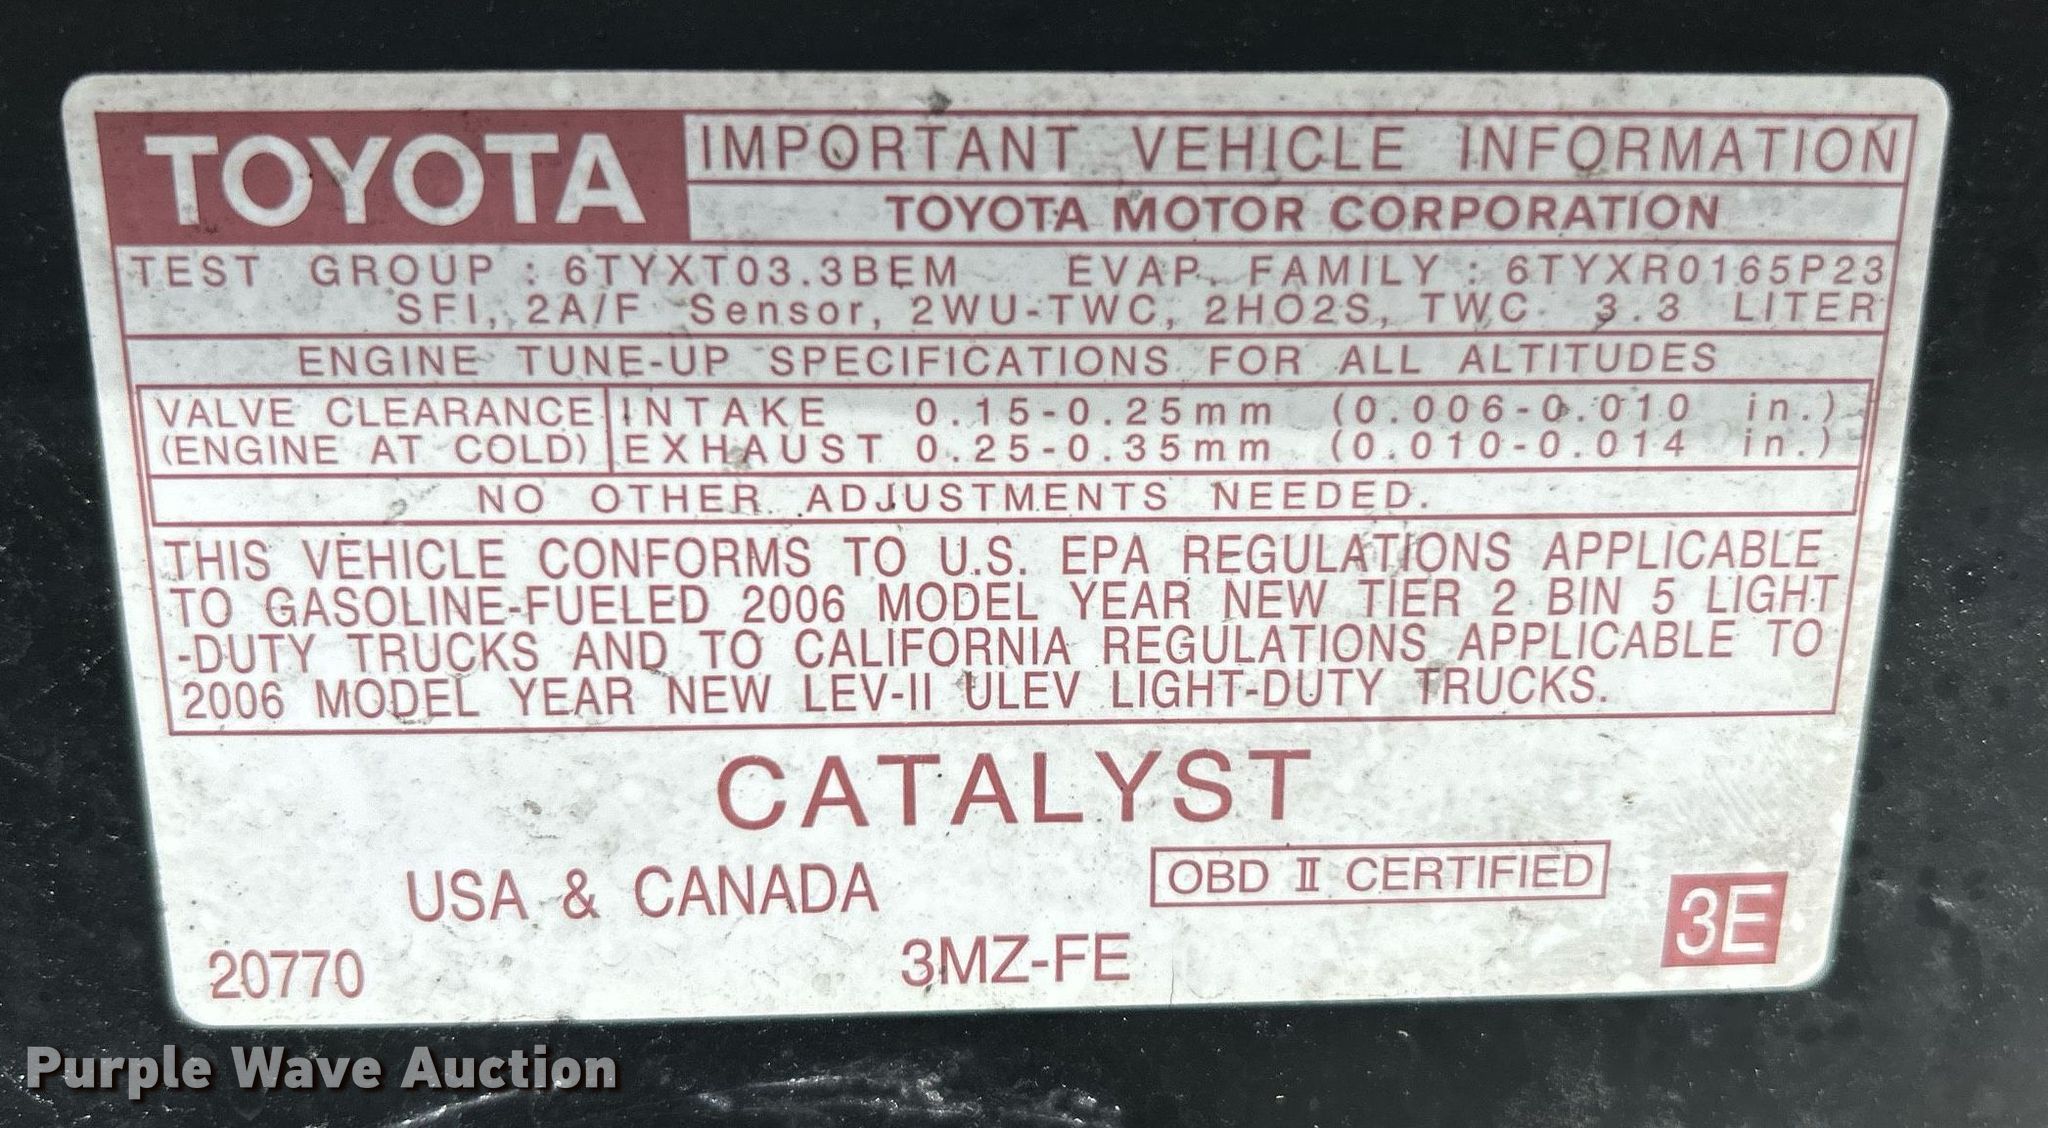 TOYOTA IMPORTANT VEHICLE INFORMATION
TOYOTA MOTOR CORPORATION
TEST GROUP : 6TYXT03.3BEM EVAP. FAMILY : 6TYXR0165P23
SFI, 2A/F Sensor, 2WU-TWC, 2HO2S, TWC 3.3 LITER
ENGINE TUNE-UP SPECIFICATIONS FOR ALL ALTITUDES
VALVE CLEARANCE INTAKE 0.15-0.25mm (0.006-0.010 in.)
(ENGINE AT COLD) EXHAUST 0.25-0.35mm (0.010-0.014 in.)
NO OTHER ADJUSTMENTS NEEDED.
THIS VEHICLE CONFORMS TO U.S. EPA REGULATIONS APPLICABLE
TO GASOLINE-FUELED 2006 MODEL YEAR NEW TIER 2 BIN 5 LIGHT
-DUTY TRUCKS AND TO CALIFORNIA REGULATIONS APPLICABLE TO
2006 MODEL YEAR NEW LEV-II ULEV LIGHT-DUTY TRUCKS.
CATALYST
USA & CANADA OBD II CERTIFIED
20770 3MZ-FE 3E
Purple Wave Auction